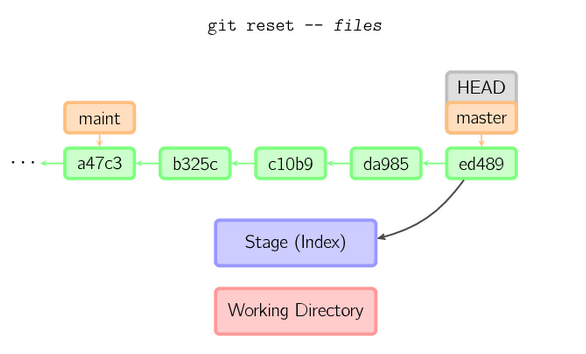 git reset -- files
HEAD
maint
master
... a47c3 b325c c10b9 da985 ed489
Stage (Index)
Working Directory